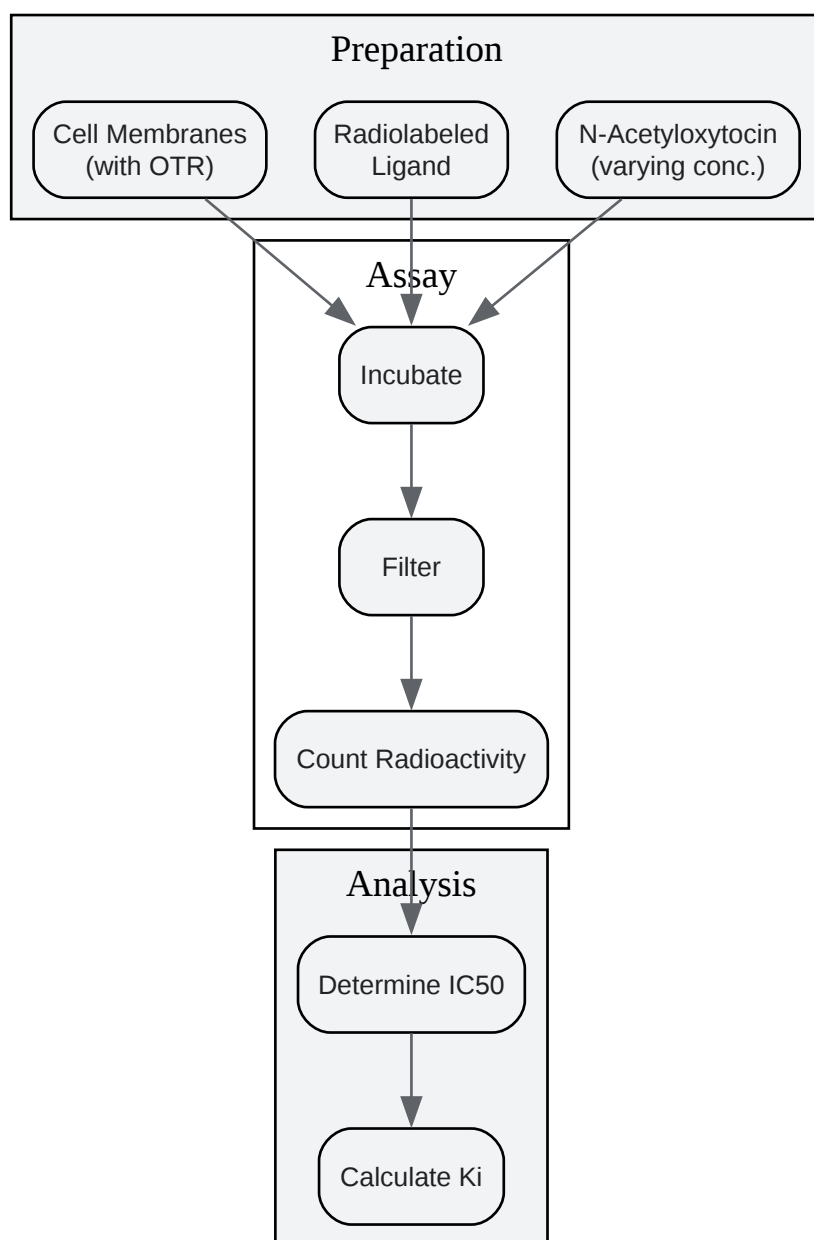 Preparation
Cell Membranes
(with OTR)
Radiolabeled
Ligand
N-Acetyloxytocin
(varying conc.)
Assay
Incubate
Filter
Count Radioactivity
Analysis
Determine IC50
Calculate Ki